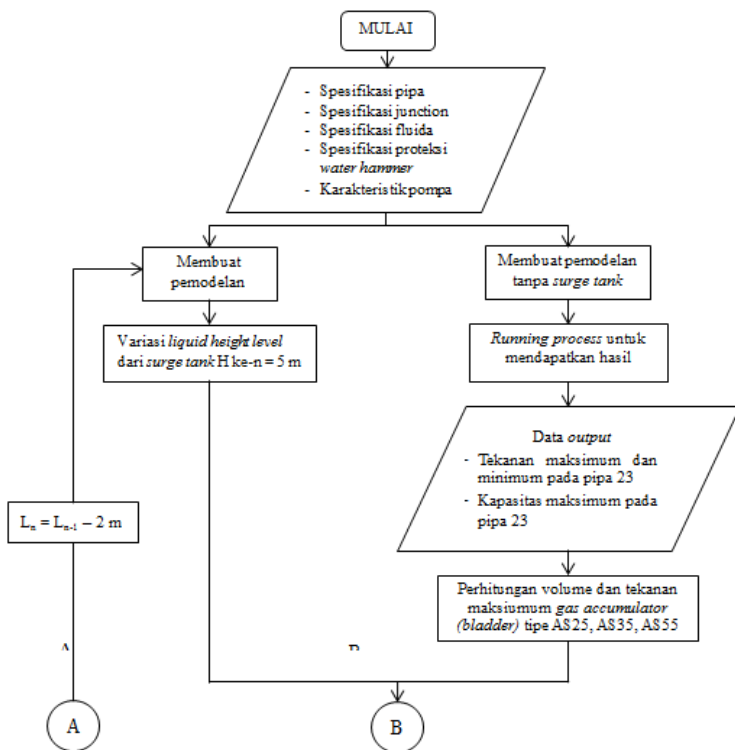 MULAI
- Spesifikasi pipa
- Spesifikasi junction
- Spesifikasi fluida
- Spesifikasi proteksi
water hammer
- Karakteristik pompa
Membuat
pemodelan
Membuat pemodelan
tanpa surge tank
Variasi liquid height level
dari surge tank H ke-n = 5 m
Running process untuk
mendapatkan hasil
Data output
- Tekanan maksimum dan
minimum pada pipa 23
- Kapasitas maksimum pada
pipa 23
Lₙ = Lₙ₋₁ – 2 m
Perhitungan volume dan tekanan
maksiumum gas accumulator
(bladder) tipe AS25, AS35, AS55
A
B